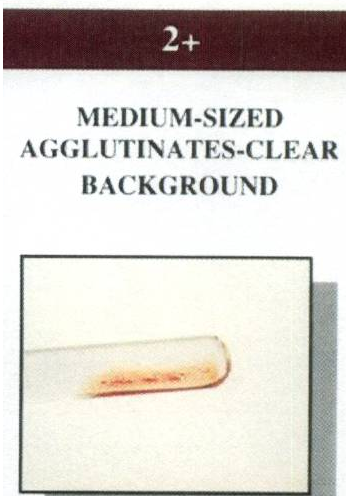 2+
MEDIUM-SIZED
AGGLUTINATES-CLEAR
BACKGROUND